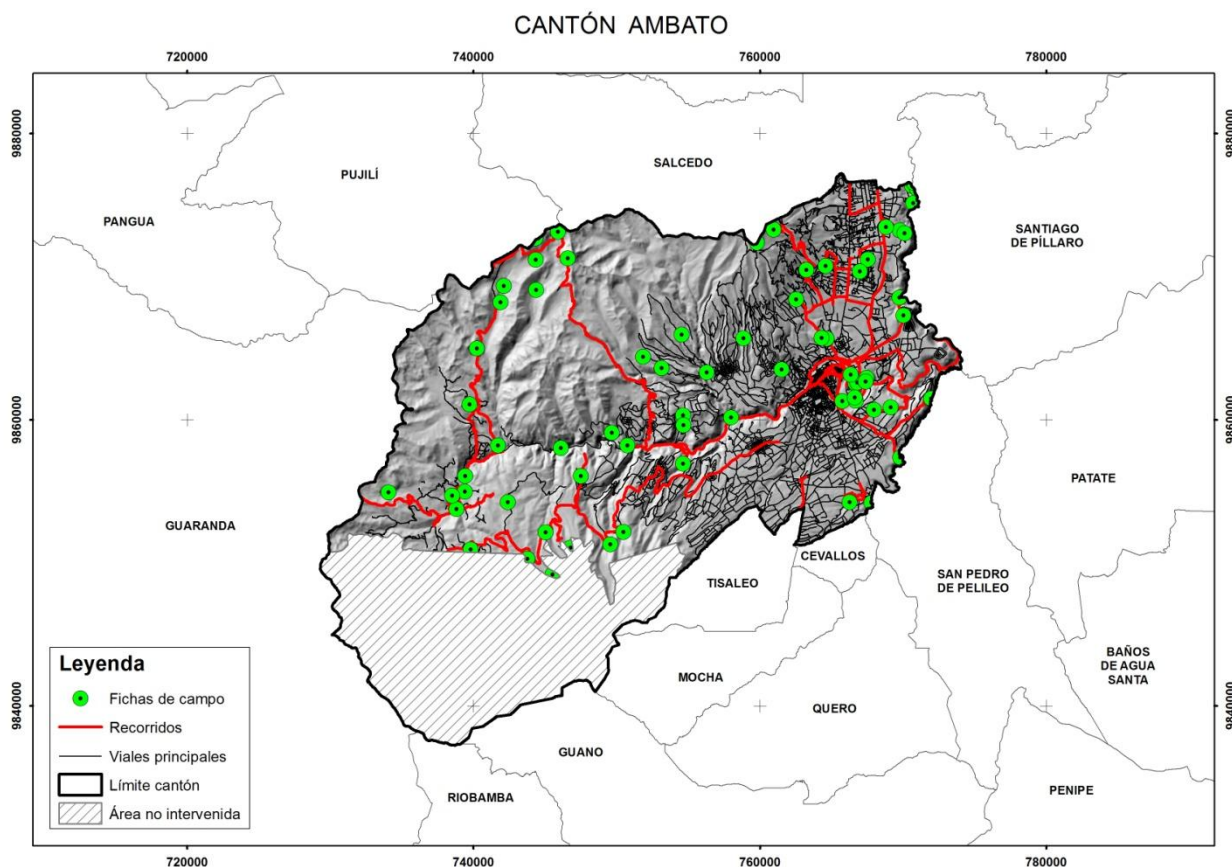 CANTÓN AMBATO
720000
740000
760000
780000
9880000
9880000
SALCEDO
PUJILÍ
PANGUA
SANTIAGO
DE PÍLLARO
9860000
9860000
PATATE
GUARANDA
CEVALLOS
TISALEO
SAN PEDRO
DE PELILEO
BAÑOS
DE AGUA
SANTA
MOCHA
QUERO
9840000
9840000
GUANO
RIOBAMBA
PENIPE
Leyenda
Fichas de campo
Recorridos
Viales principales
Límite cantón
Área no intervenida
720000
740000
760000
780000